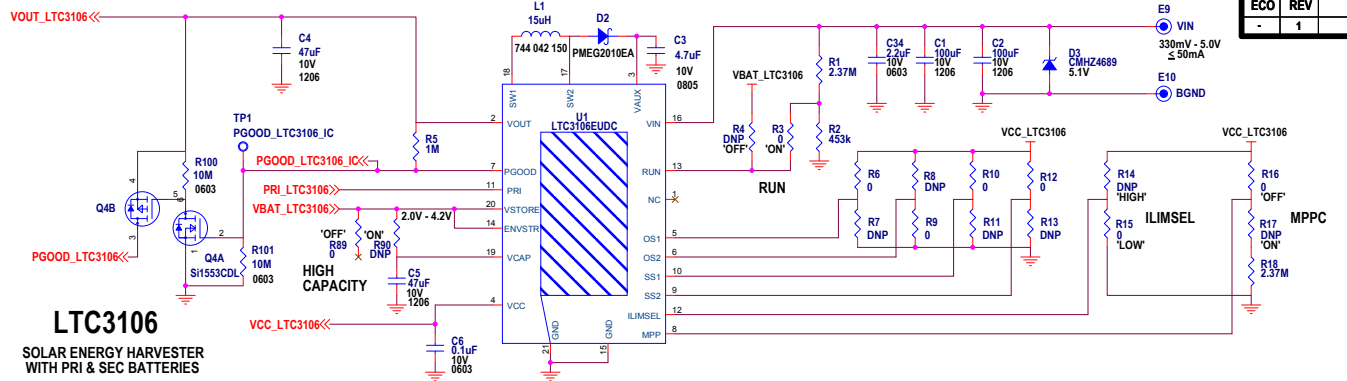 VOUT_LTC3106
C4
47uF
10V
1206
L1
15uH
744 042 150
D2
PMEG2010EA
C3
4.7uF
10V
0805
18
17
3
SW1
SW2
VAUX
U1
LTC3106EUDC
TP1
PGOOD_LTC3106_IC
R100
10M
0603
PGOOD_LTC3106_IC
PRI_LTC3106
VBAT_LTC3106
2.0V - 4.2V
R5
1M
4
5
3
Q4B
6
2
1
Q4A
Si1553CDL
PGOOD_LTC3106
R101
10M
0603
'OFF'
R89
0
'ON'
R90
DNP
HIGH
CAPACITY
C5
47uF
10V
1206
VCC_LTC3106
C6
0.1uF
10V
0603
2
VOUT
7
PGOOD
11
PRI
20
VSTORE
14
ENVSTR
19
VCAP
4
VCC
GND
GND
21
15
VIN
16
RUN
13
NC
1
OS1
5
OS2
6
SS1
10
SS2
9
ILIMSEL
12
MPP
8
VBAT_LTC3106
R4
DNP
'OFF'
R3
0
'ON'
RUN
R1
2.37M
R2
453k
C34
2.2uF
10V
0603
C1
100uF
10V
1206
C2
100uF
10V
1206
D3
CMHZ4689
5.1V
E9
VIN
330mV - 5.0V
≤ 50mA
E10
BGND
ECO
REV
-
1
VCC_LTC3106
R6
0
R8
DNP
R10
0
R12
0
R7
DNP
R9
0
R11
DNP
R13
DNP
VCC_LTC3106
R14
DNP
'HIGH'
R15
0
'LOW'
ILIMSEL
R16
0
'OFF'
R17
DNP
'ON'
MPPC
R18
2.37M
LTC3106
SOLAR ENERGY HARVESTER
WITH PRI & SEC BATTERIES